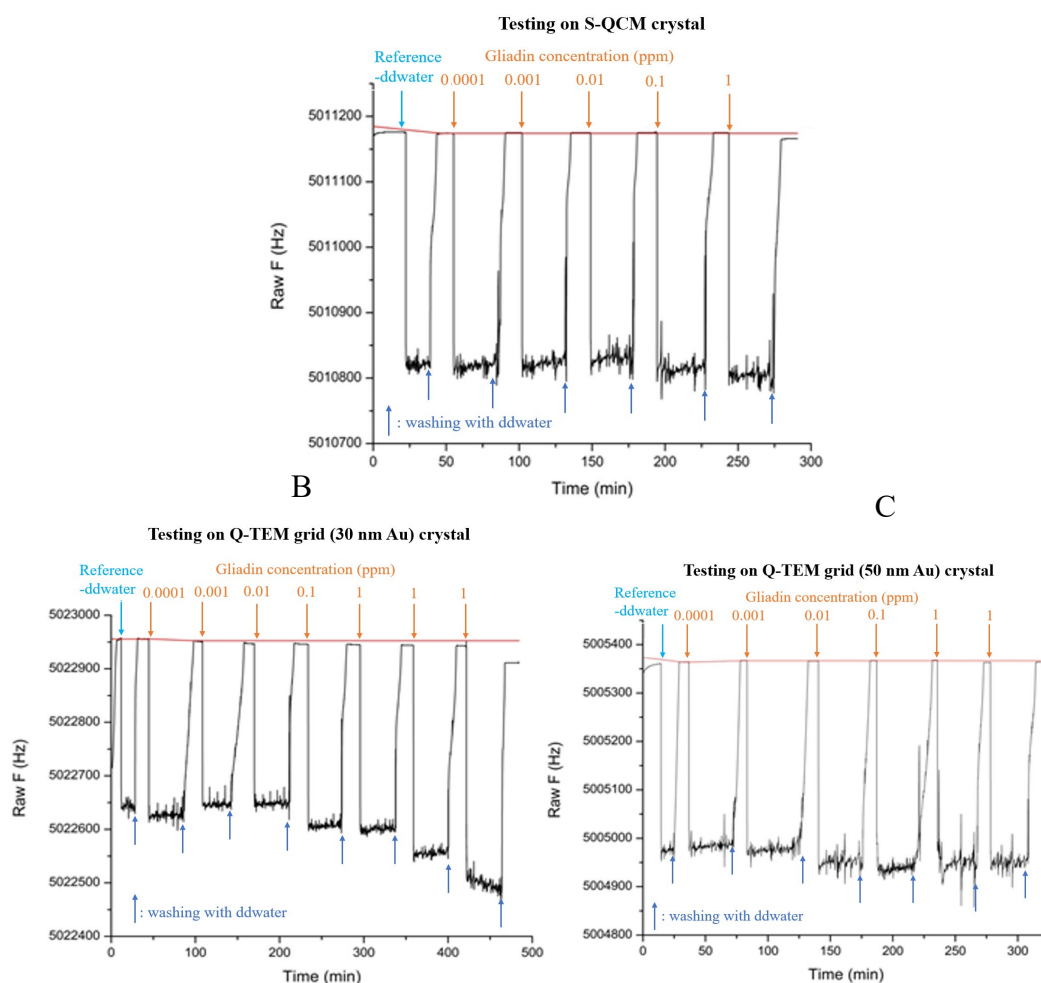 Testing on S-QCM crystal
Reference
-ddwater
Gliadin concentration (ppm)
0.0001 0.001 0.01 0.1 1
5011200
5011100
5011000
5010900
5010800
5010700
Raw F (Hz)
: washing with ddwater
0 50 100 150 200 250 300
Time (min)
B
Testing on Q-TEM grid (30 nm Au) crystal
Reference
-ddwater
Gliadin concentration (ppm)
0.0001 0.001 0.01 0.1 1 1 1
5023000
5022900
5022800
5022700
5022600
5022500
5022400
Raw F (Hz)
: washing with ddwater
0 100 200 300 400 500
Time (min)
C
Testing on Q-TEM grid (50 nm Au) crystal
Reference
-ddwater
Gliadin concentration (ppm)
0.0001 0.001 0.01 0.1 1 1
5005400
5005300
5005200
5005100
5005000
5004900
5004800
Raw F (Hz)
: washing with ddwater
0 50 100 150 200 250 300
Time (min)